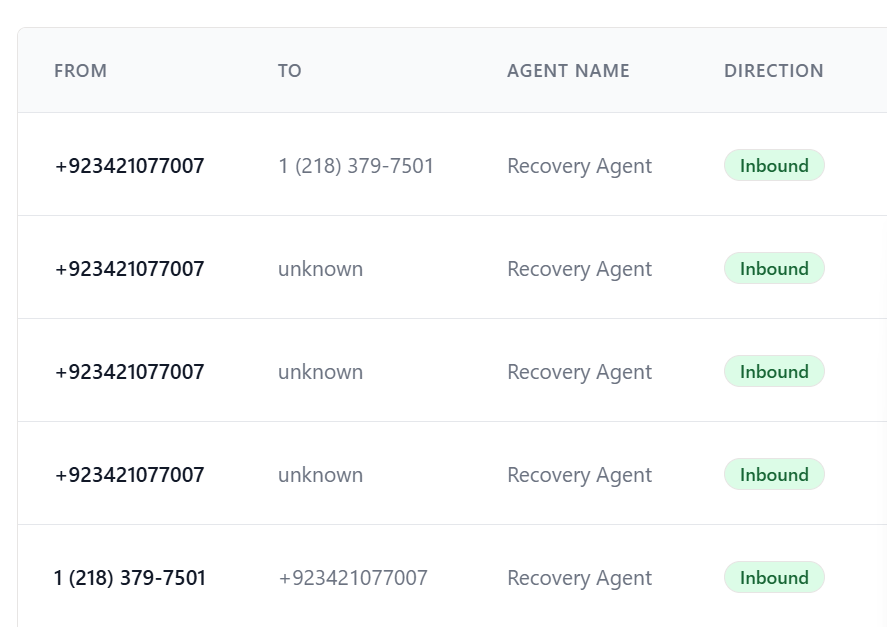 FROM TO AGENT NAME DIRECTION
+923421077007 1 (218) 379-7501 Recovery Agent Inbound
+923421077007 unknown Recovery Agent Inbound
+923421077007 unknown Recovery Agent Inbound
+923421077007 unknown Recovery Agent Inbound
1 (218) 379-7501 +923421077007 Recovery Agent Inbound